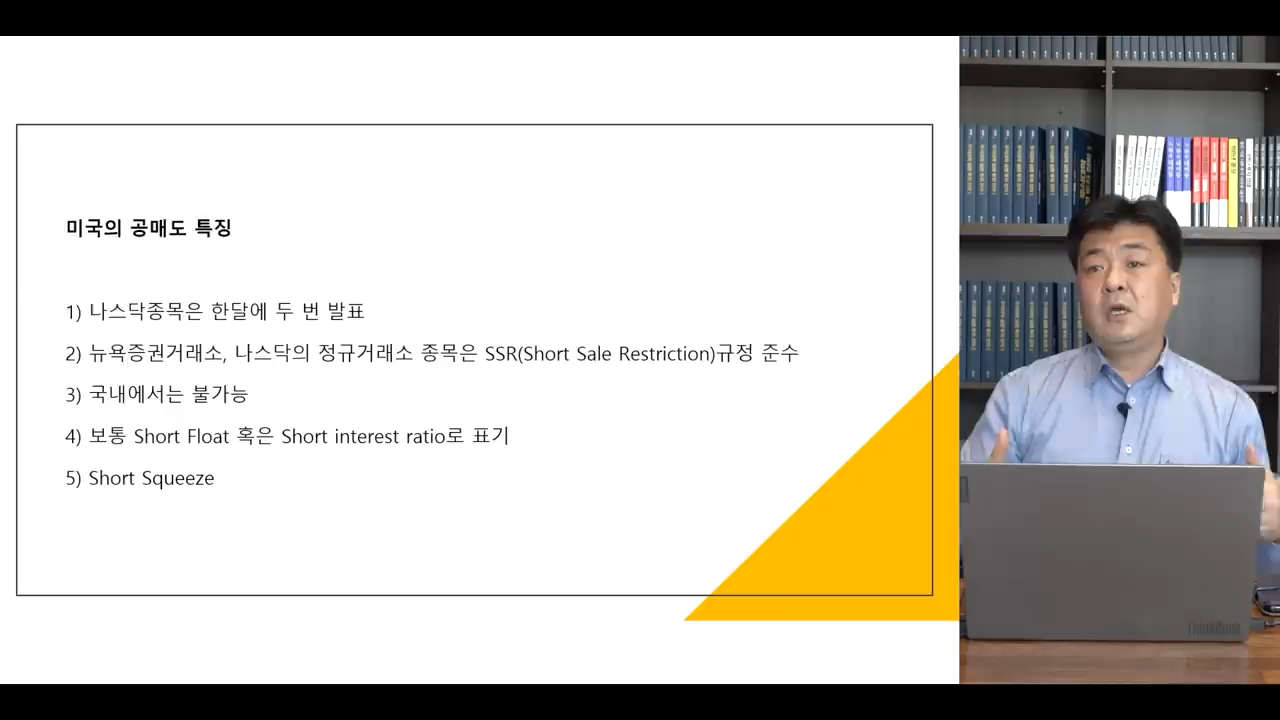 미국의 공매도 특징
1) 나스닥종목은 한달에 두 번 발표
2) 뉴욕증권거래소, 나스닥의 정규거래소 종목은 SSR(Short Sale Restriction)규정 준수
3) 국내에서는 불가능
4) 보통 Short Float 혹은 Short interest ratio로 표기
5) Short Squeeze
ThinkBook